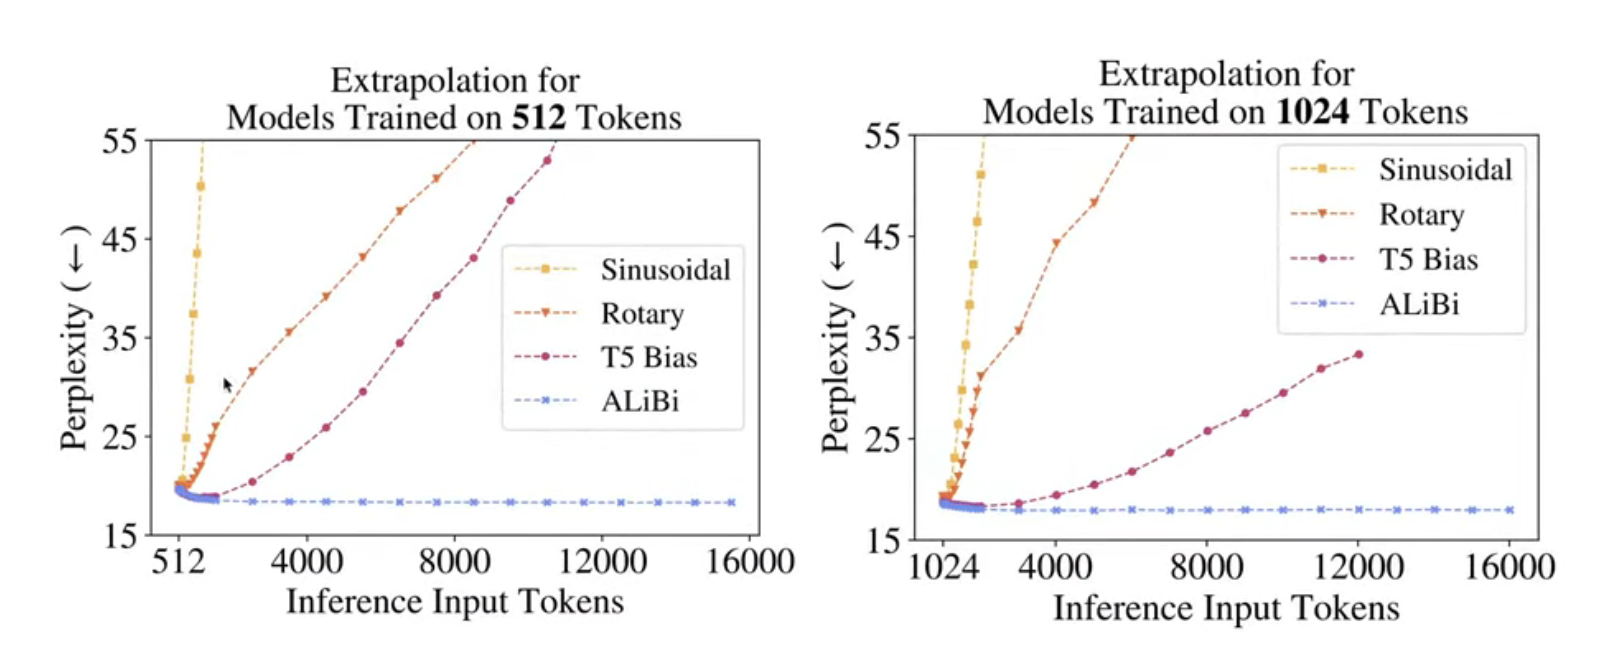 Extrapolation for
Models Trained on 512 Tokens
55
45
35
25
15
Perplexity (←)
Sinusoidal
Rotary
T5 Bias
ALiBi
512
4000
8000
12000
16000
Inference Input Tokens
Extrapolation for
Models Trained on 1024 Tokens
55
45
35
25
15
Perplexity (←)
Sinusoidal
Rotary
T5 Bias
ALiBi
1024
4000
8000
12000
16000
Inference Input Tokens